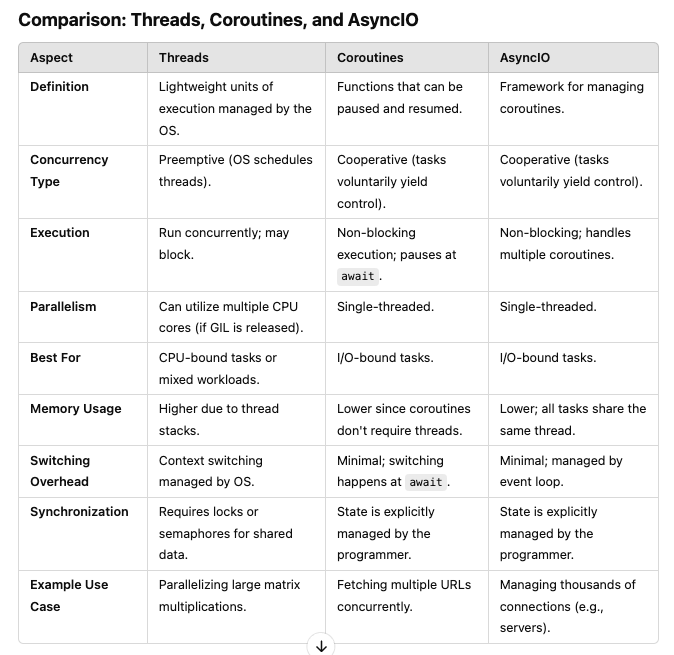 Comparison: Threads, Coroutines, and AsyncIO
Aspect
Threads
Coroutines
AsyncIO
Definition
Lightweight units of
execution managed by the
OS.
Functions that can be
paused and resumed.
Framework for managing
coroutines.
Concurrency
Type
Preemptive (OS schedules
threads).
Cooperative (tasks
voluntarily yield
control).
Cooperative (tasks
voluntarily yield control).
Execution
Run concurrently; may
block.
Non-blocking
execution; pauses at
await.
Non-blocking; handles
multiple coroutines.
Parallelism
Can utilize multiple CPU
cores (if GIL is released).
Single-threaded.
Single-threaded.
Best For
CPU-bound tasks or
mixed workloads.
I/O-bound tasks.
I/O-bound tasks.
Memory Usage
Higher due to thread
stacks.
Lower since coroutines
don't require threads.
Lower; all tasks share the
same thread.
Switching
Overhead
Context switching
managed by OS.
Minimal; switching
happens at await.
Minimal; managed by
event loop.
Synchronization
Requires locks or
semaphores for shared
data.
State is explicitly
managed by the
programmer.
State is explicitly
managed by the
programmer.
Example Use
Case
Parallelizing large matrix
multiplications.
Fetching multiple URLs
concurrently.
Managing thousands of
connections (e.g.,
servers).